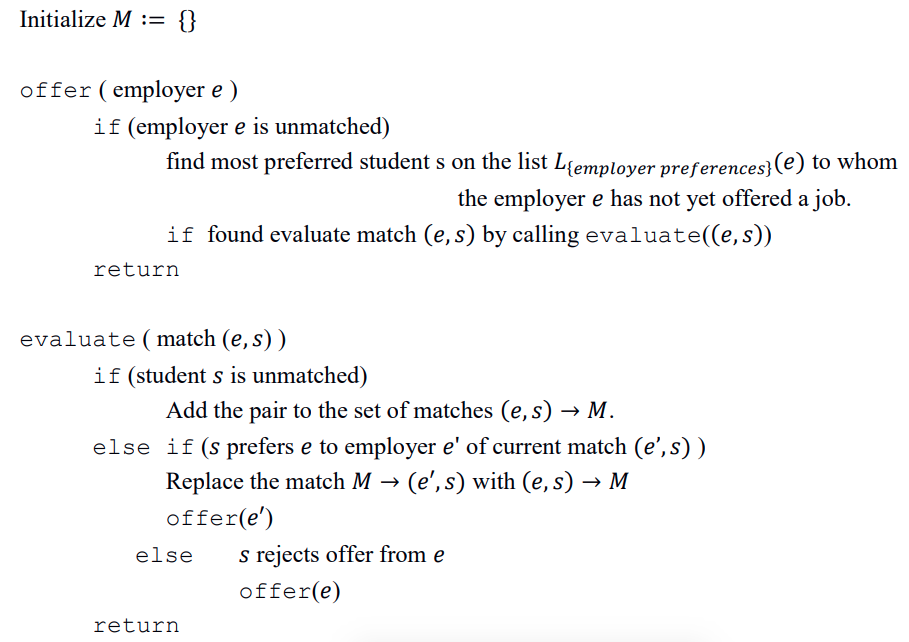 Initialize M := {}
offer ( employer e )
if (employer e is unmatched)
find most preferred student s on the list L_{employer preferences}(e) to whom
the employer e has not yet offered a job.
if found evaluate match (e, s) by calling evaluate((e, s))
return
evaluate ( match (e, s) )
if (student s is unmatched)
Add the pair to the set of matches (e, s) → M.
else if (s prefers e to employer e' of current match (e', s) )
Replace the match M → (e', s) with (e, s) → M
offer(e')
else s rejects offer from e
offer(e)
return